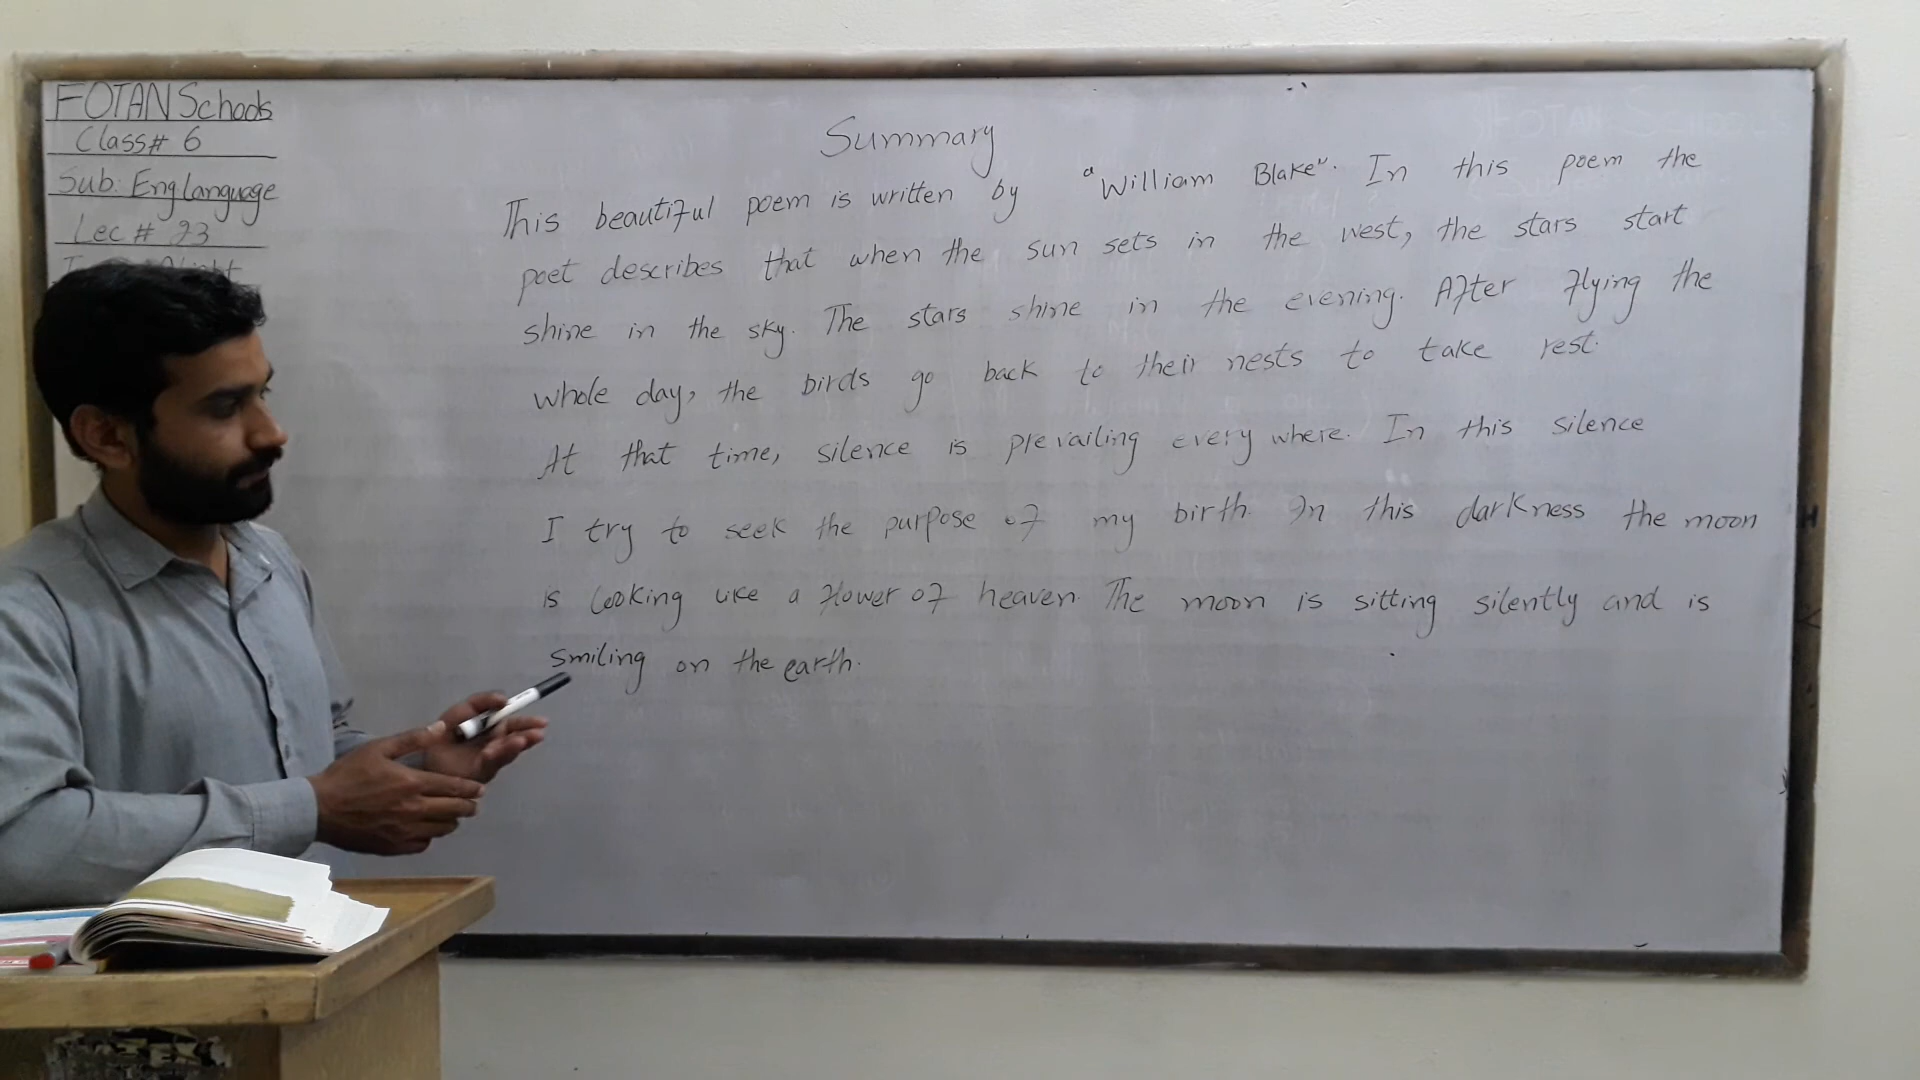 FOTAN Schools
Class# 6
Sub: Englanguage
Lec # 23
Summary
This beautiful poem is written by "William Blake". In this poem the
poet describes that when the sun sets in the west, the stars start
shine in the sky. The stars shine in the evening. After flying the
whole day, the birds go back to their nests to take rest.
At that time, silence is prevailing every where. In this silence
I try to seek the purpose of my birth. In this darkness the moon
is looking like a flower of heaven. The moon is sitting silently and is
smiling on the earth.